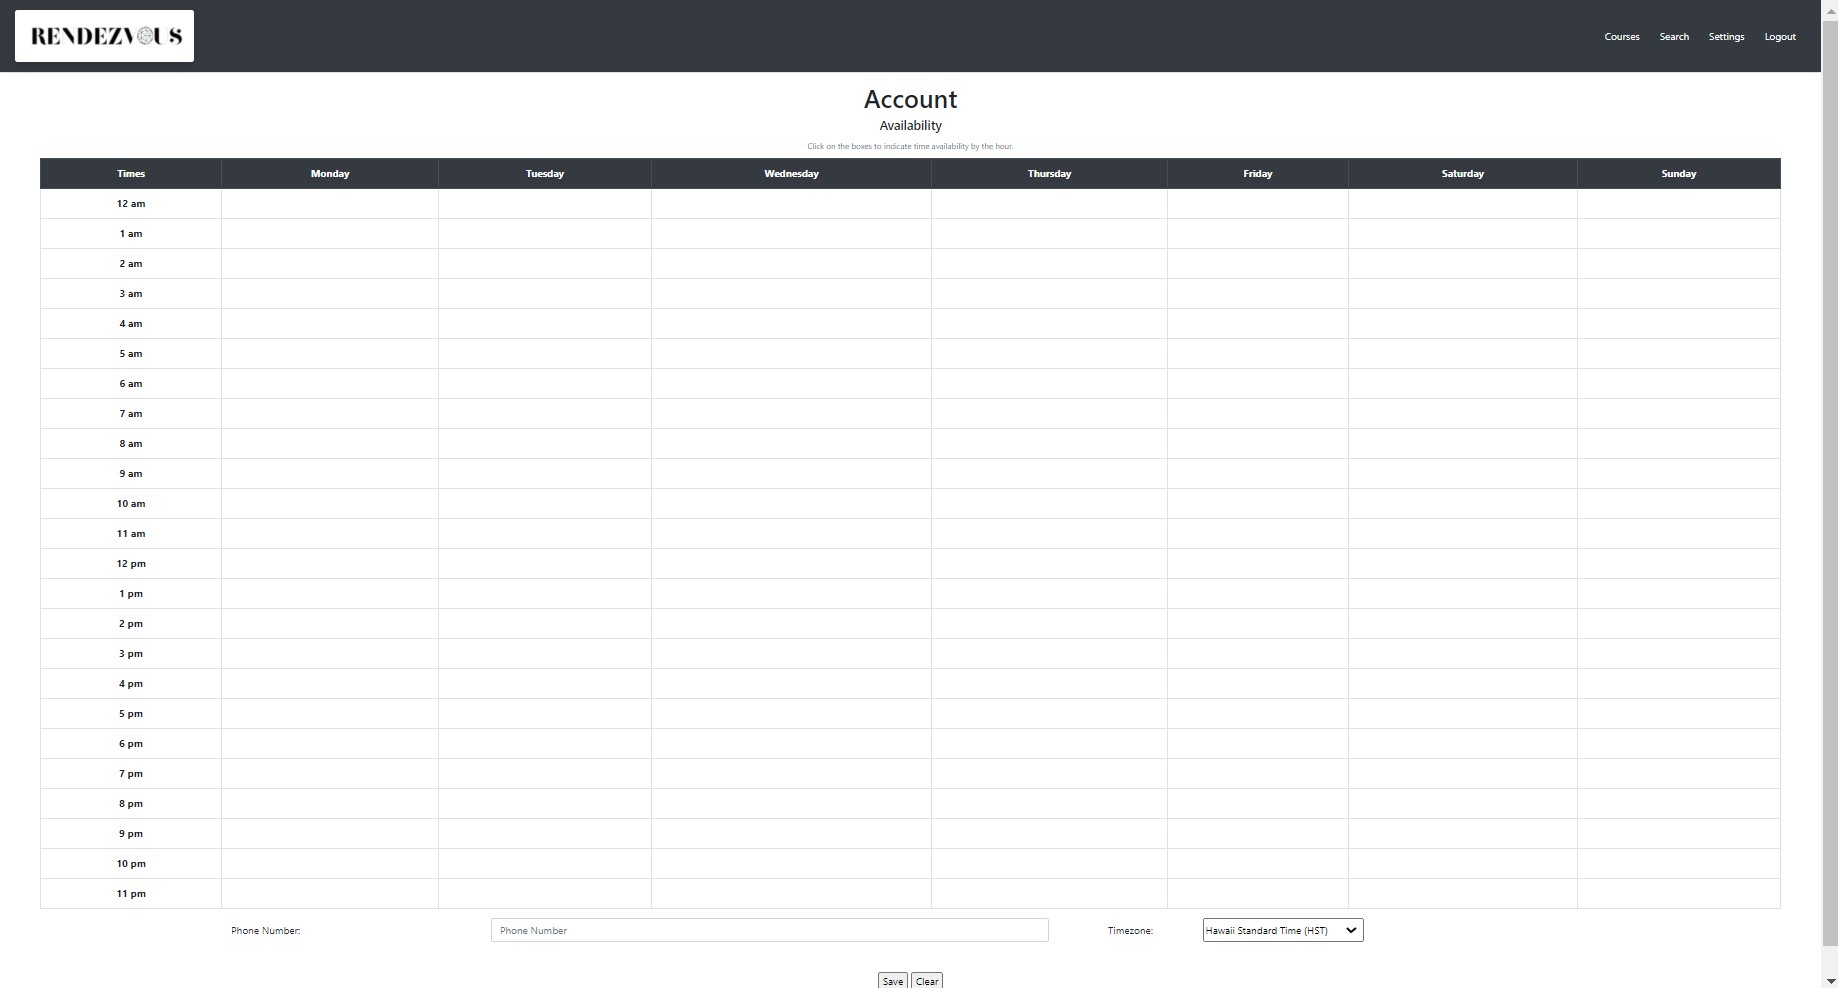 RENDEZVOUS
Courses Search Settings Logout
Account
Availability
Click on the boxes to indicate time availability by the hour.
Times Monday Tuesday Wednesday Thursday Friday Saturday Sunday
12 am
1 am
2 am
3 am
4 am
5 am
6 am
7 am
8 am
9 am
10 am
11 am
12 pm
1 pm
2 pm
3 pm
4 pm
5 pm
6 pm
7 pm
8 pm
9 pm
10 pm
11 pm
Phone Number: Phone Number Timezone: Hawaii Standard Time (HST)
Save Clear